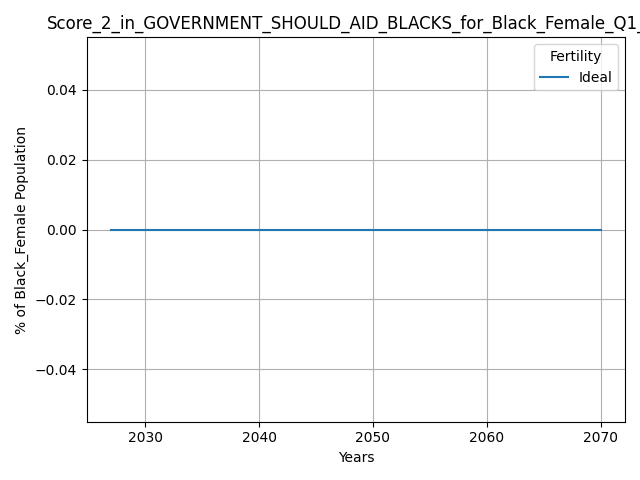 Score_2_in_GOVERNMENT_SHOULD_AID_BLACKS_for_Black_Female_Q1_
Fertility
Ideal
0.04
0.02
0.00
−0.02
−0.04
% of Black_Female Population
2030 2040 2050 2060 2070
Years